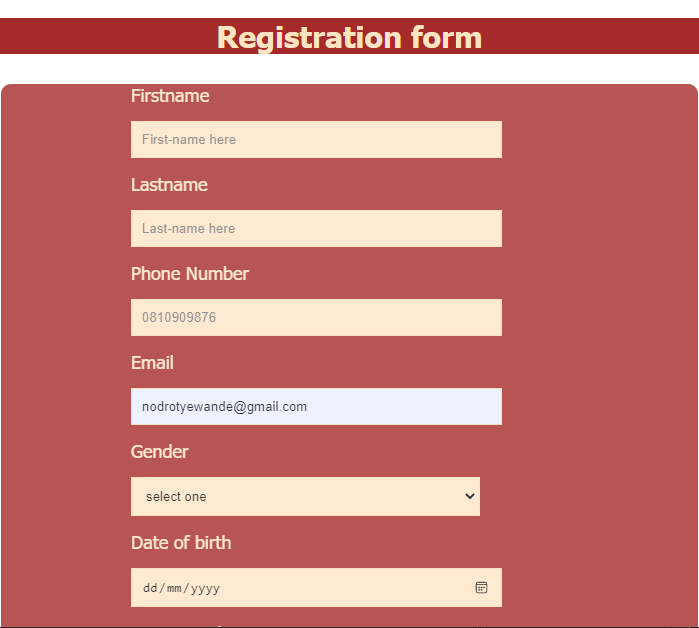 Registration form
Firstname
First-name here
Lastname
Last-name here
Phone Number
0810909876
Email
nodrotyewande@gmail.com
Gender
select one
Date of birth
dd/mm/yyyy